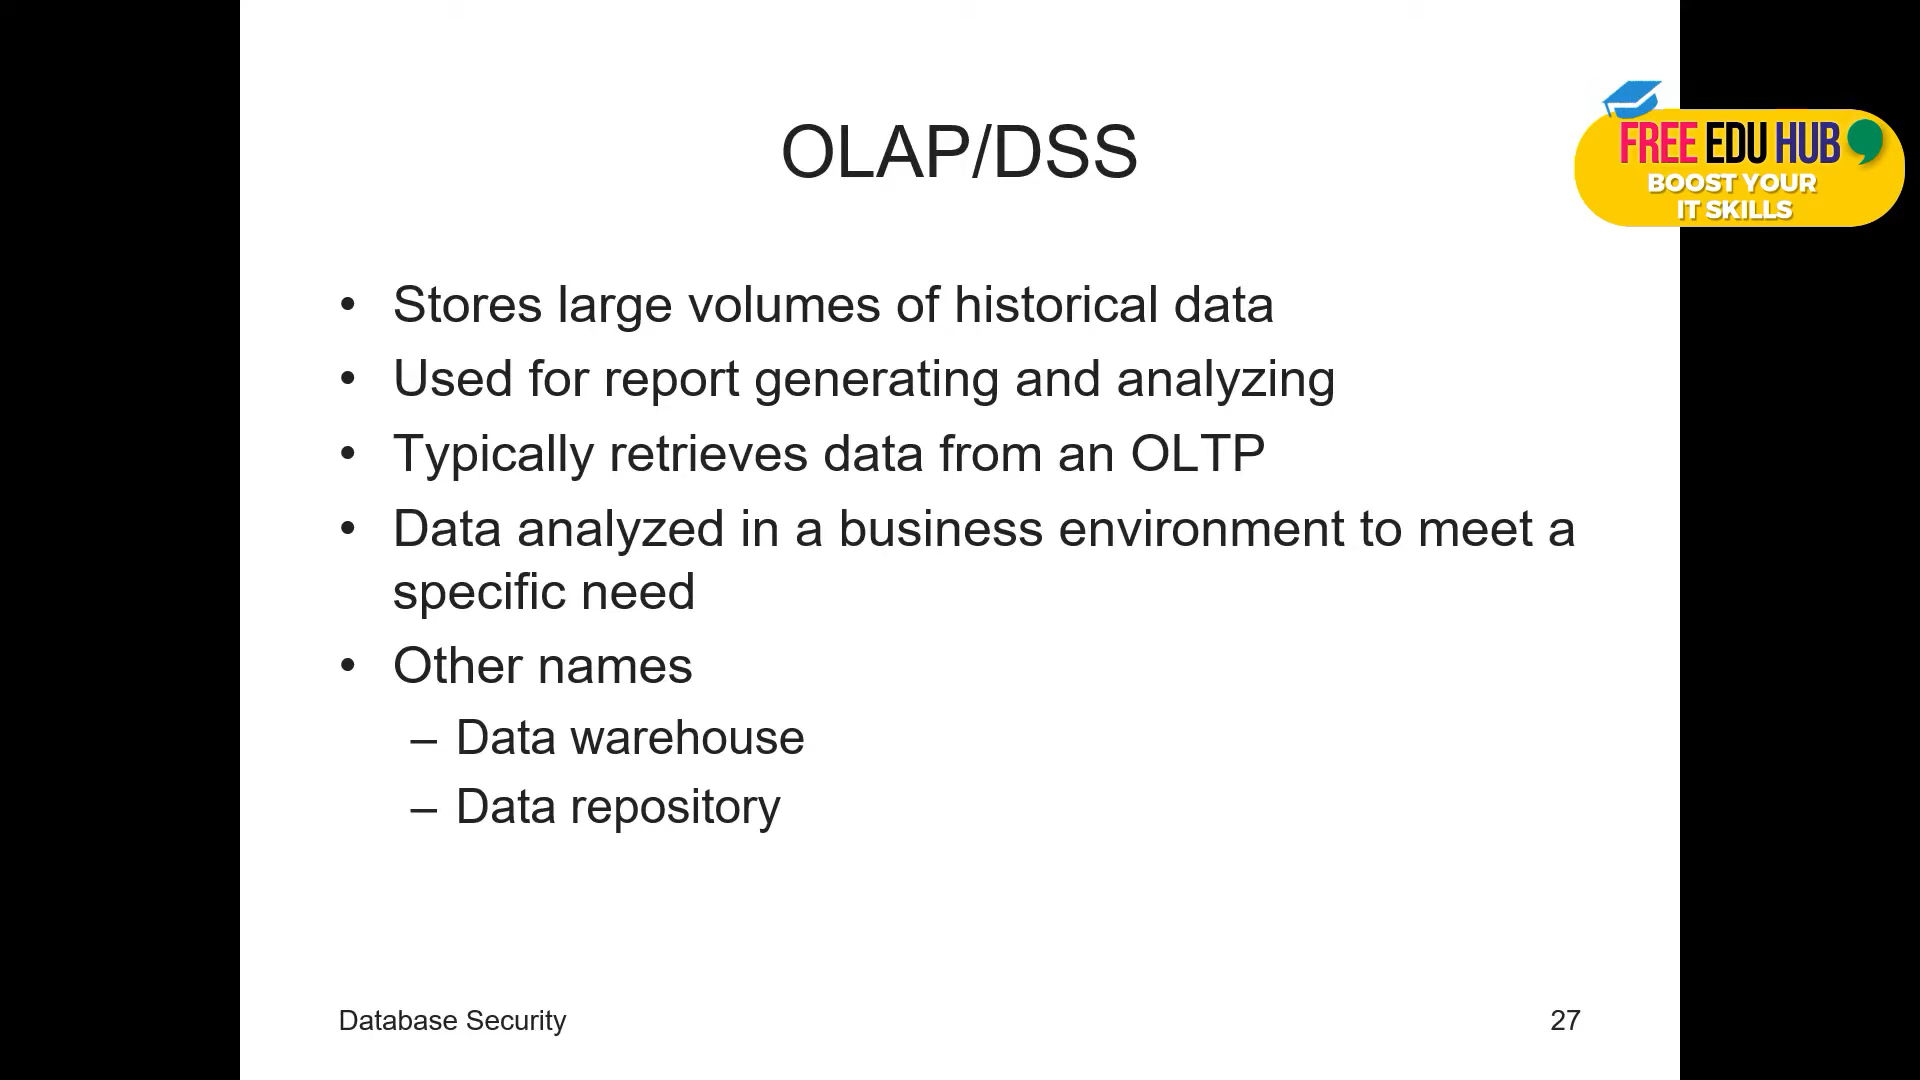 OLAP/DSS
FREE EDU HUB
BOOST YOUR
IT SKILLS
• Stores large volumes of historical data
• Used for report generating and analyzing
• Typically retrieves data from an OLTP
• Data analyzed in a business environment to meet a
specific need
• Other names
– Data warehouse
– Data repository
Database Security
27